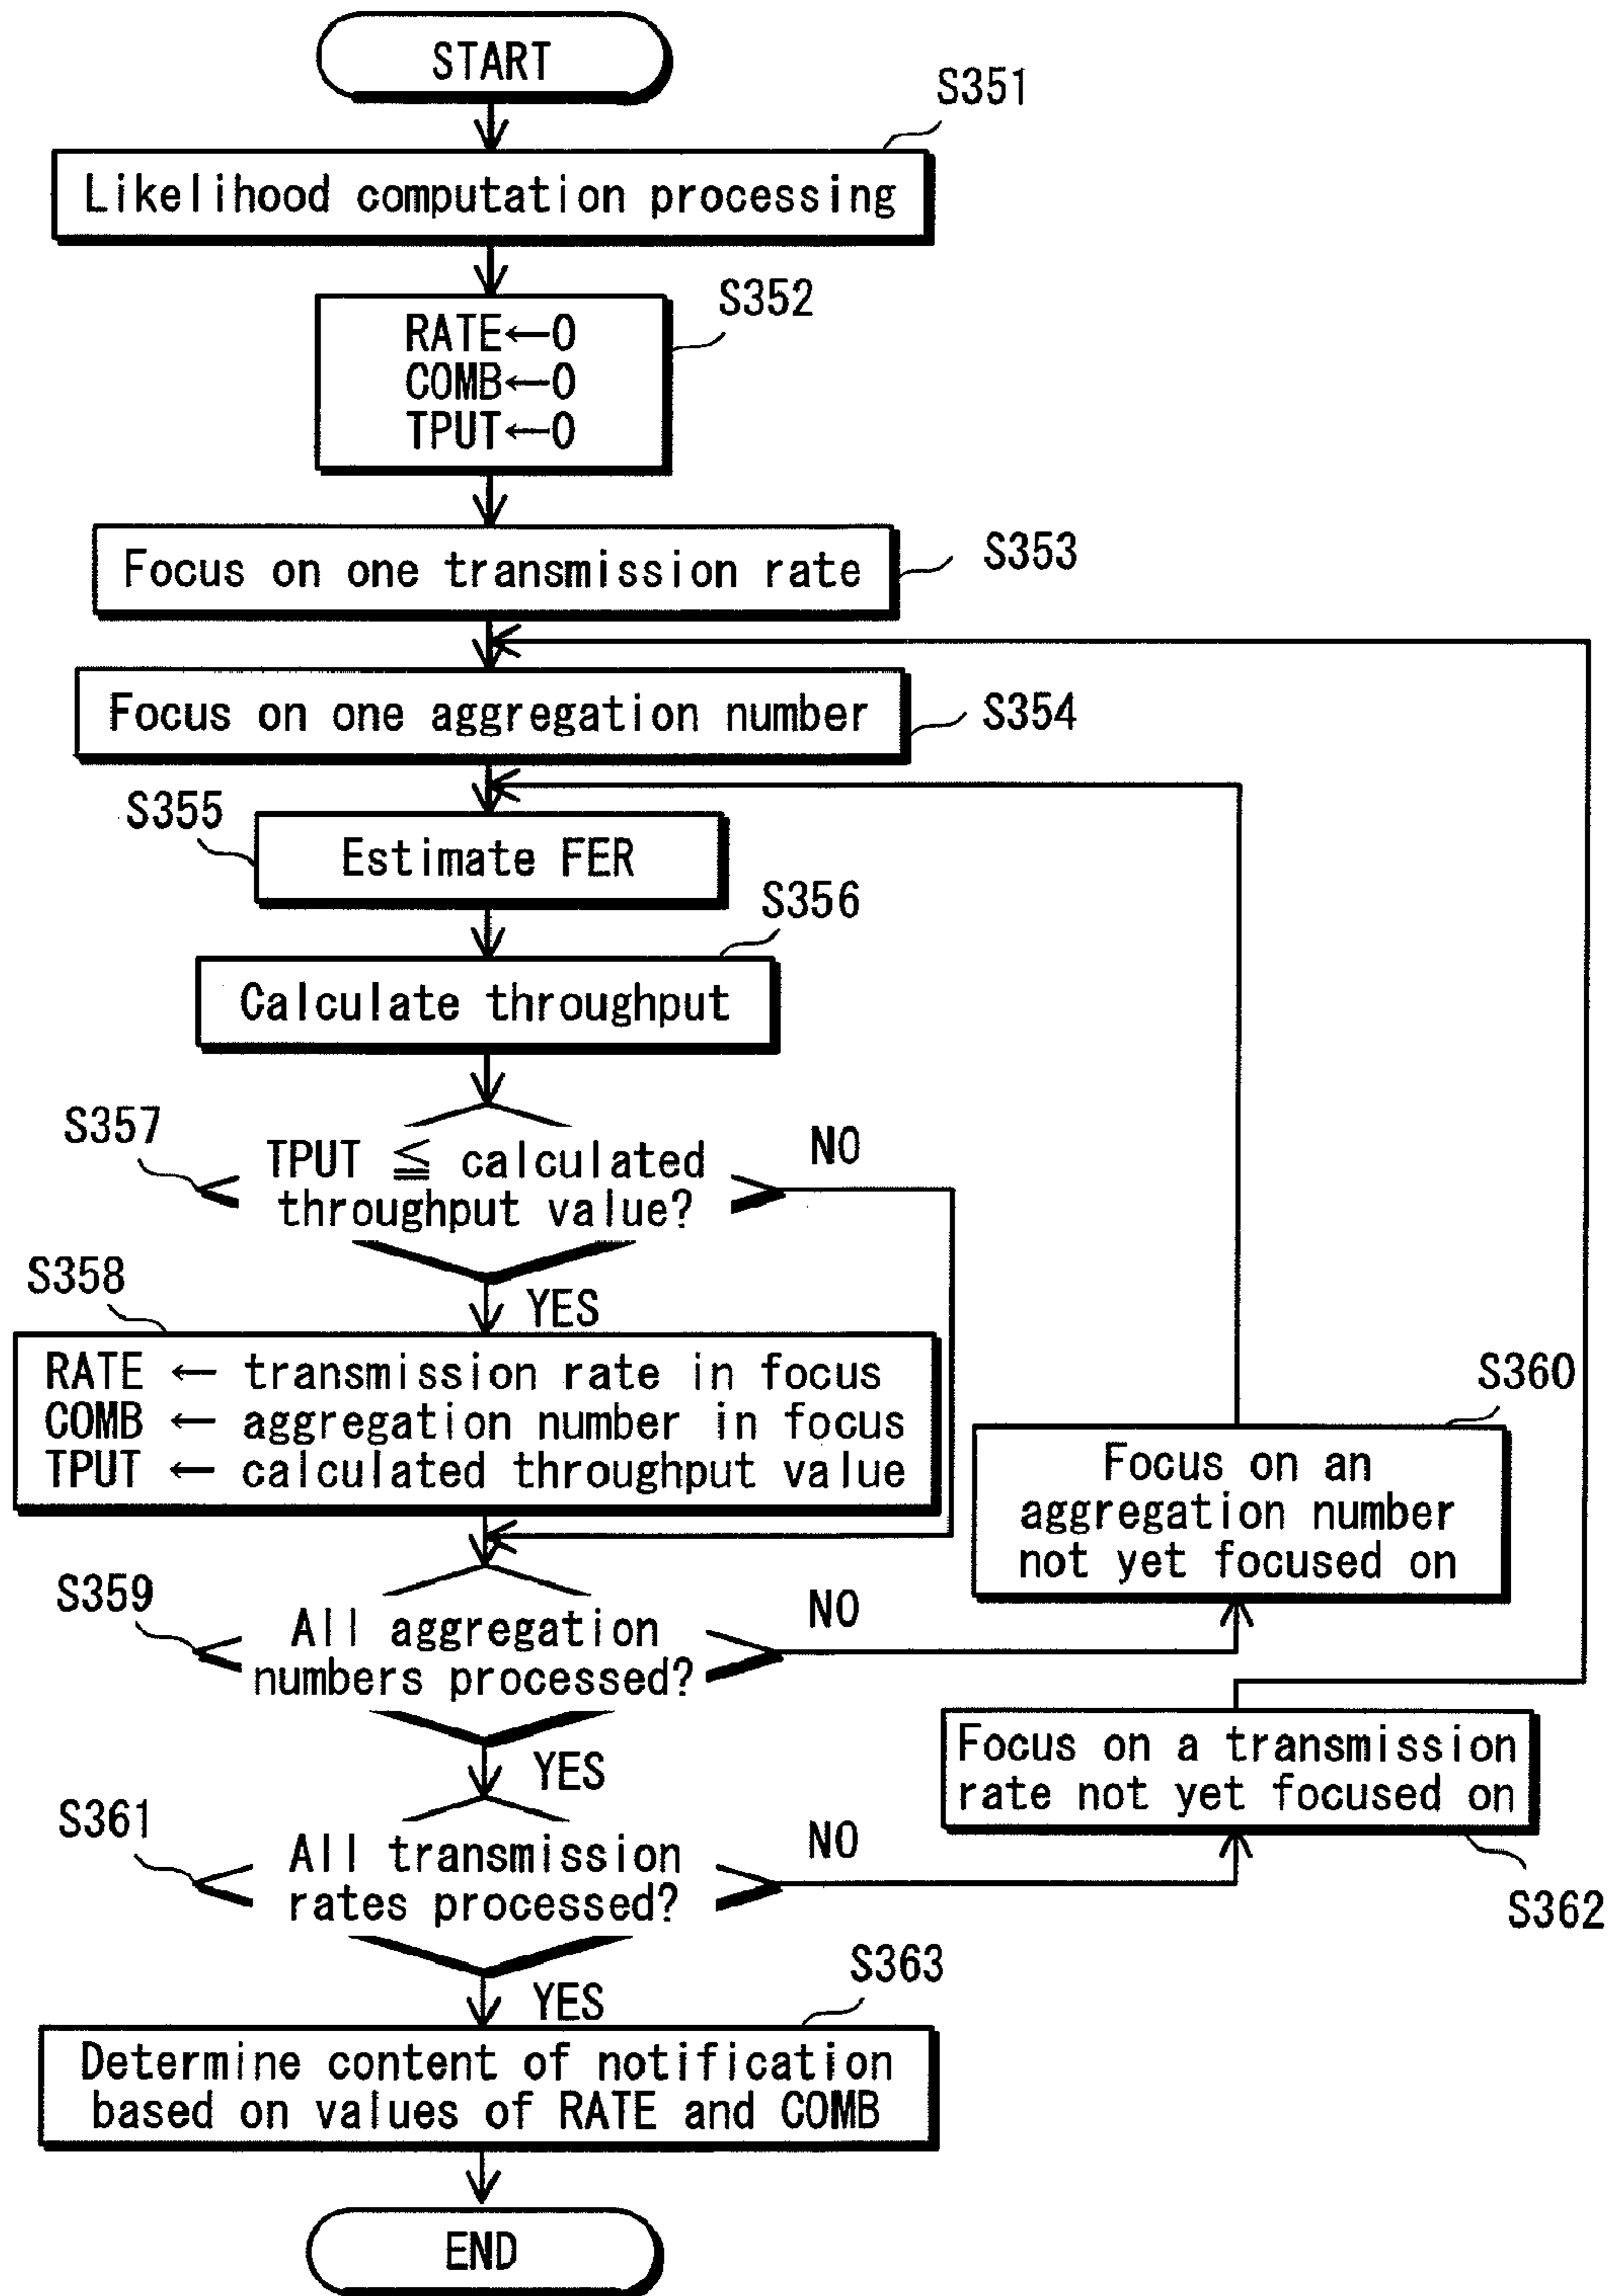 START
S351
Likelihood computation processing
S352
RATE←0
COMB←0
TPUT←0
Focus on one transmission rate
S353
Focus on one aggregation number
S354
S355
Estimate FER
S356
Calculate throughput
S357
TPUT ≦ calculated
throughput value?
NO
YES
S358
RATE ← transmission rate in focus
COMB ← aggregation number in focus
TPUT ← calculated throughput value
S360
Focus on an
aggregation number
not yet focused on
S359
All aggregation
numbers processed?
NO
YES
Focus on a transmission
rate not yet focused on
S362
S361
All transmission
rates processed?
NO
YES
S363
Determine content of notification
based on values of RATE and COMB
END